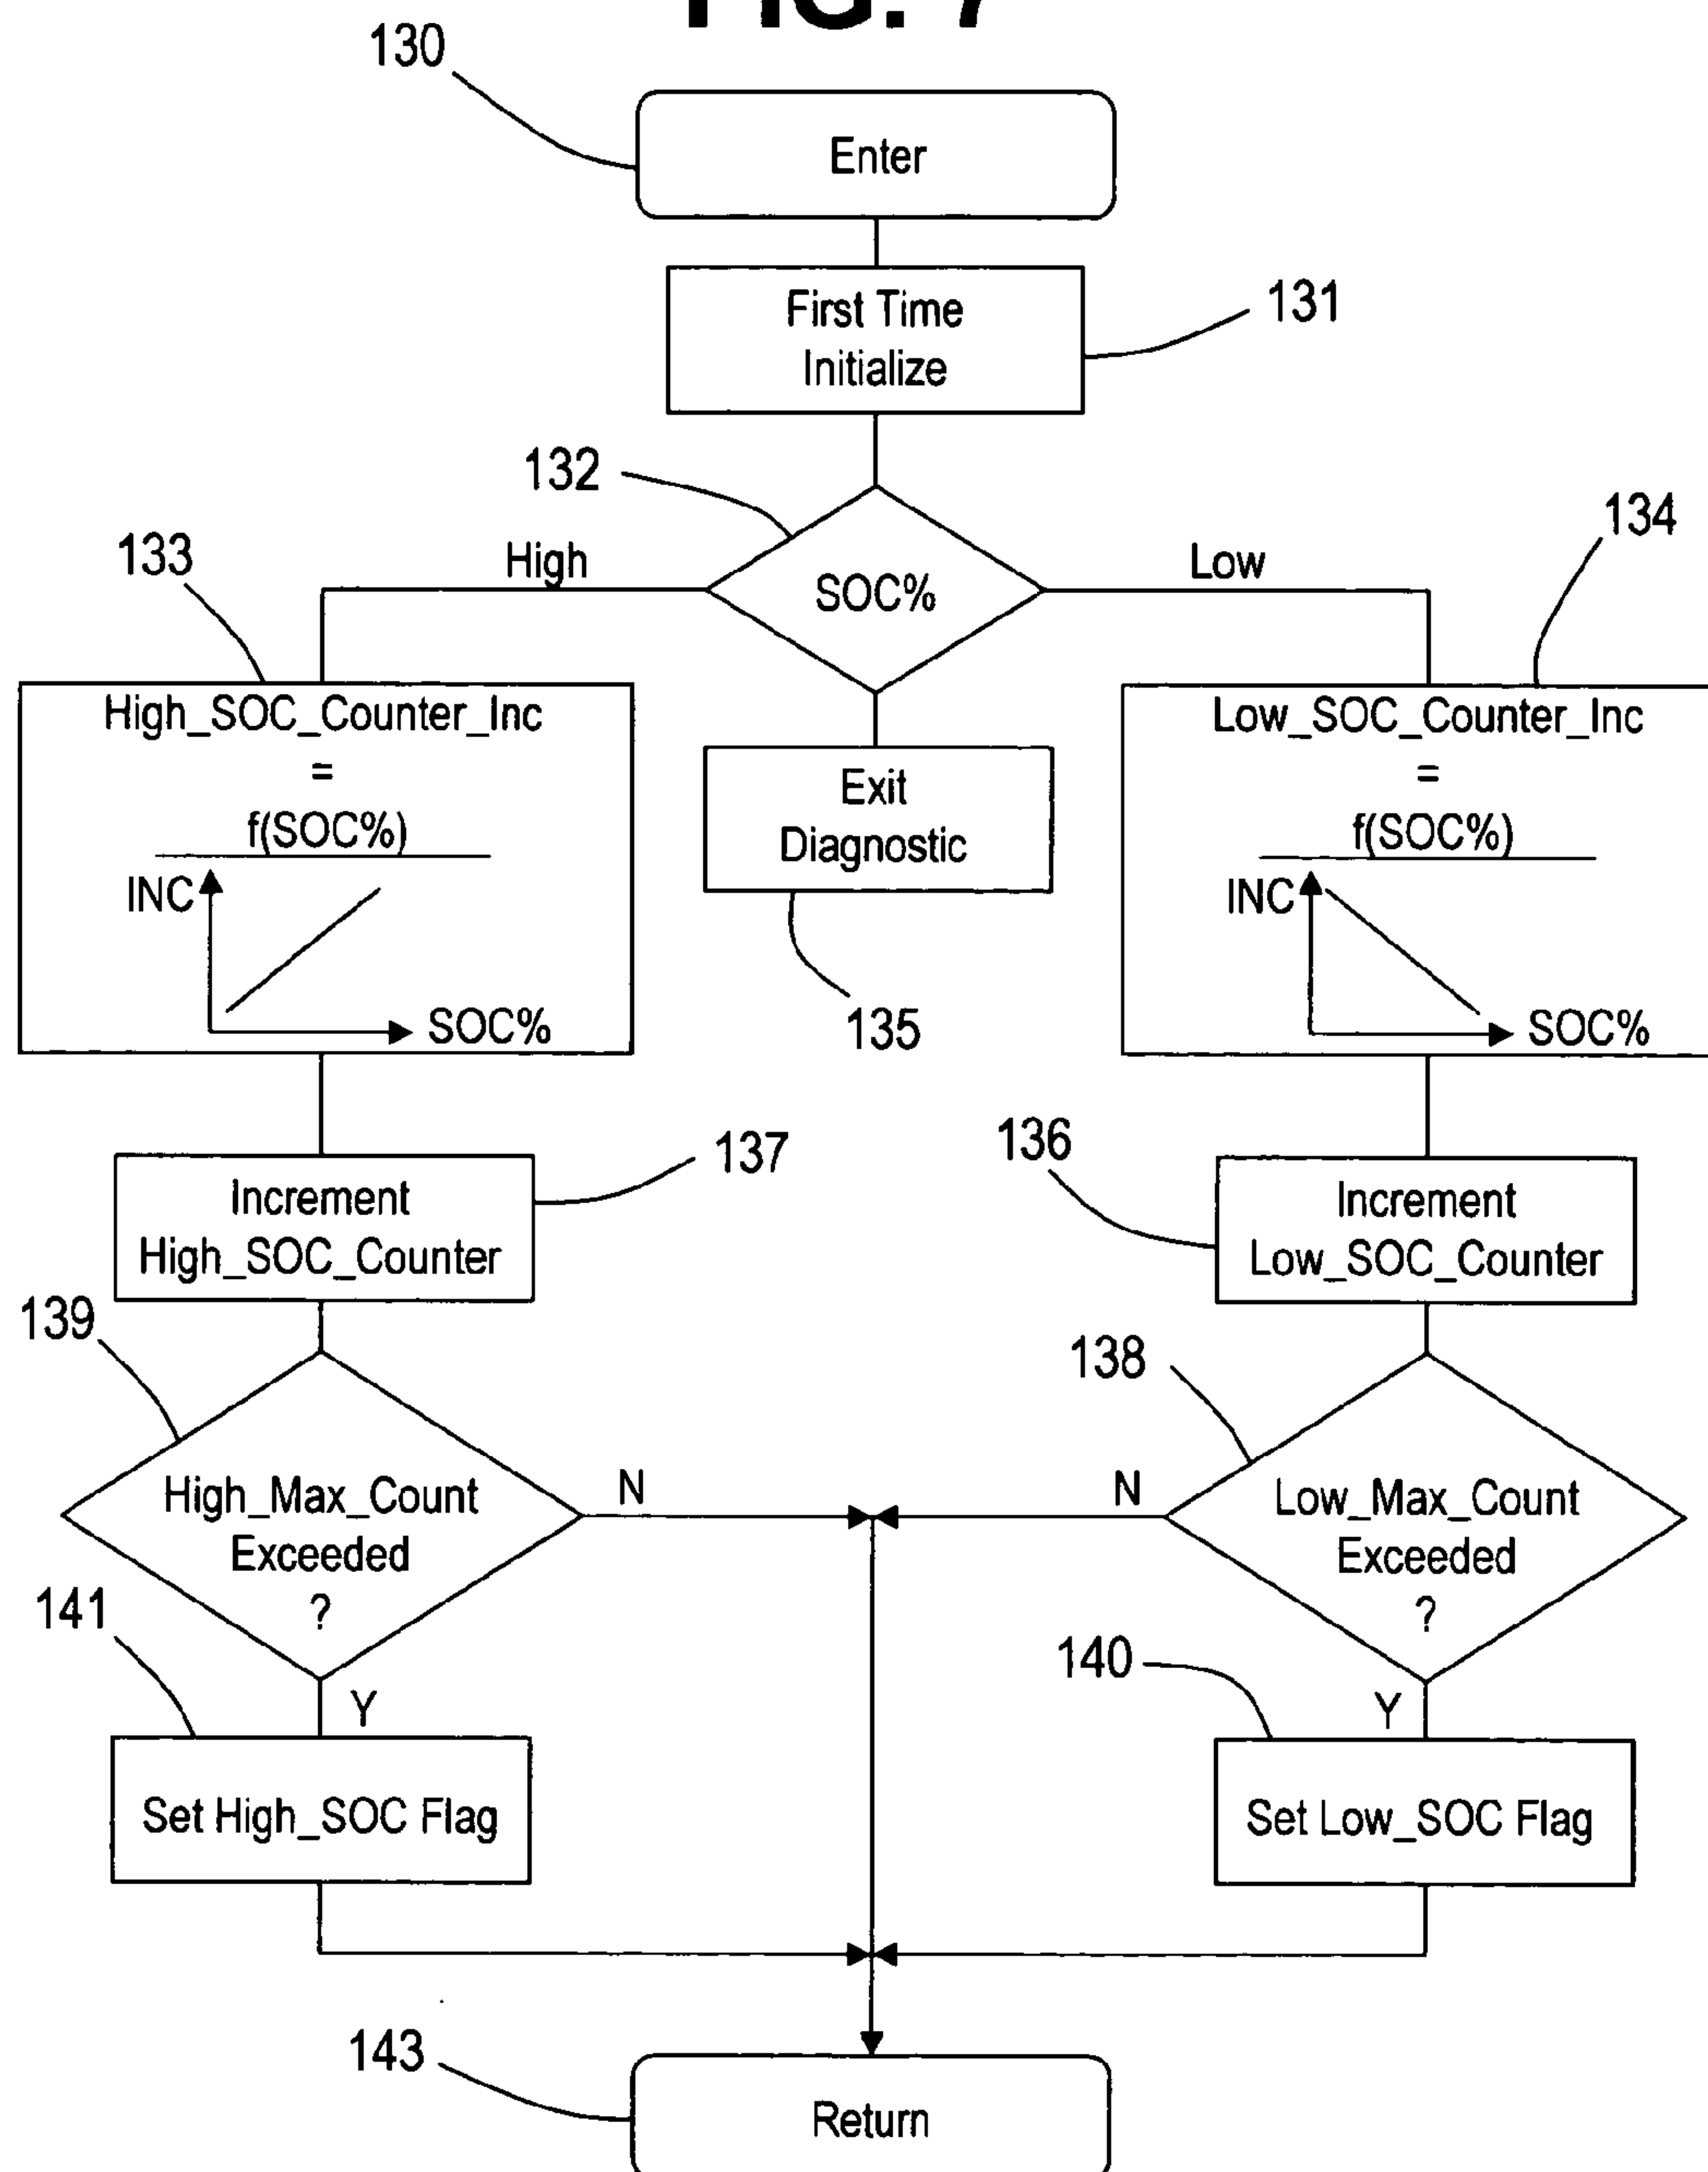 FIG. 7
130
Enter
First Time
Initialize
131
132
High
SOC%
Low
133
134
High_SOC_Counter_Inc
=
f(SOC%)
INC
SOC%
Exit
Diagnostic
135
Low_SOC_Counter_Inc
=
f(SOC%)
INC
SOC%
Increment
High_SOC_Counter
137
136
Increment
Low_SOC_Counter
139
High_Max_Count
Exceeded
?
N
N
138
Low_Max_Count
Exceeded
?
141
Y
Set High_SOC Flag
140
Y
Set Low_SOC Flag
143
Return